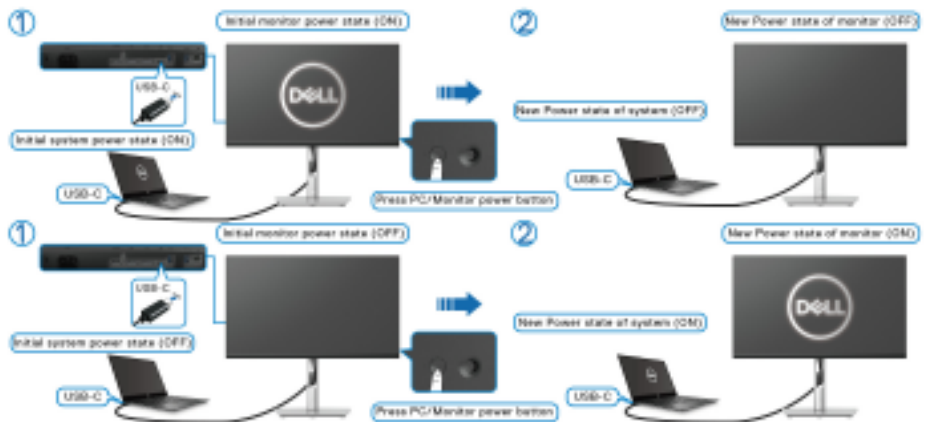 1
Initial monitor power state (ON)
2
New Power state of monitor (OFF)
USB-C
DELL
New Power state of system (OFF)
Initial system power state (ON)
USB-C
USB-C
Press PC/Monitor power button
1
Initial monitor power state (OFF)
2
New Power state of monitor (ON)
USB-C
DELL
New Power state of system (ON)
Initial system power state (OFF)
USB-C
USB-C
Press PC/Monitor power button